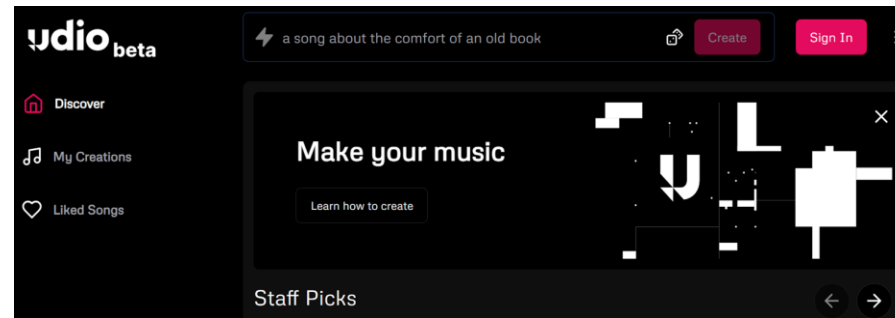 udio beta
a song about the comfort of an old book
Create
Sign In
Discover
My Creations
Liked Songs
Make your music
Learn how to create
Staff Picks